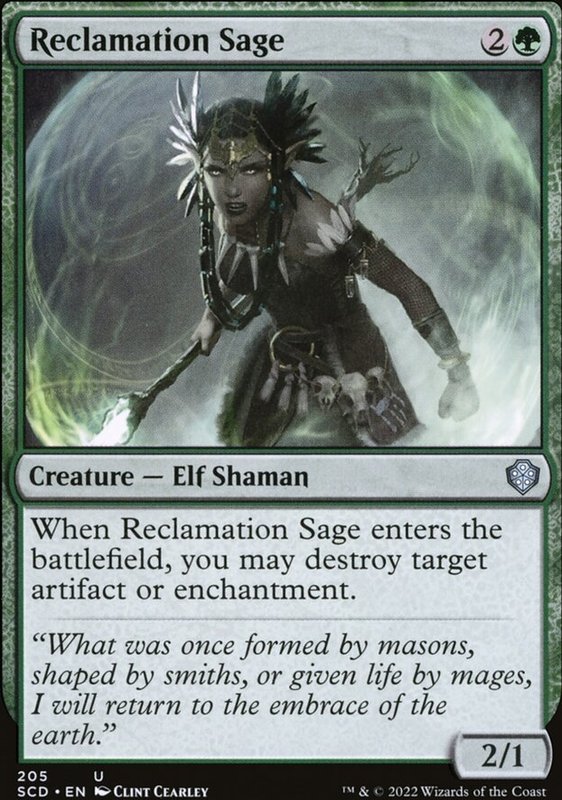 Reclamation Sage 2
Creature — Elf Shaman
When Reclamation Sage enters the
battlefield, you may destroy target
artifact or enchantment.
“What was once formed by masons,
shaped by smiths, or given life by mages,
I will return to the embrace of the
earth.”
2/1
205 U
SCD • EN CLINT CEARLEY
™ & © 2022 Wizards of the Coast